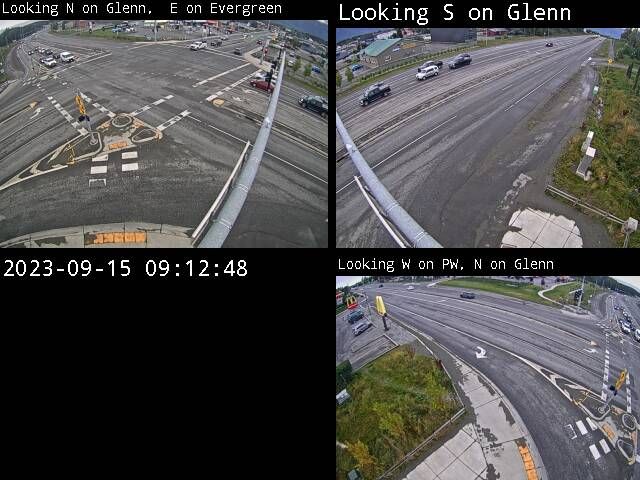 Looking N on Glenn,  E on Evergreen
Looking S on Glenn
2023-09-15 09:12:48
Looking W on PW, N on Glenn